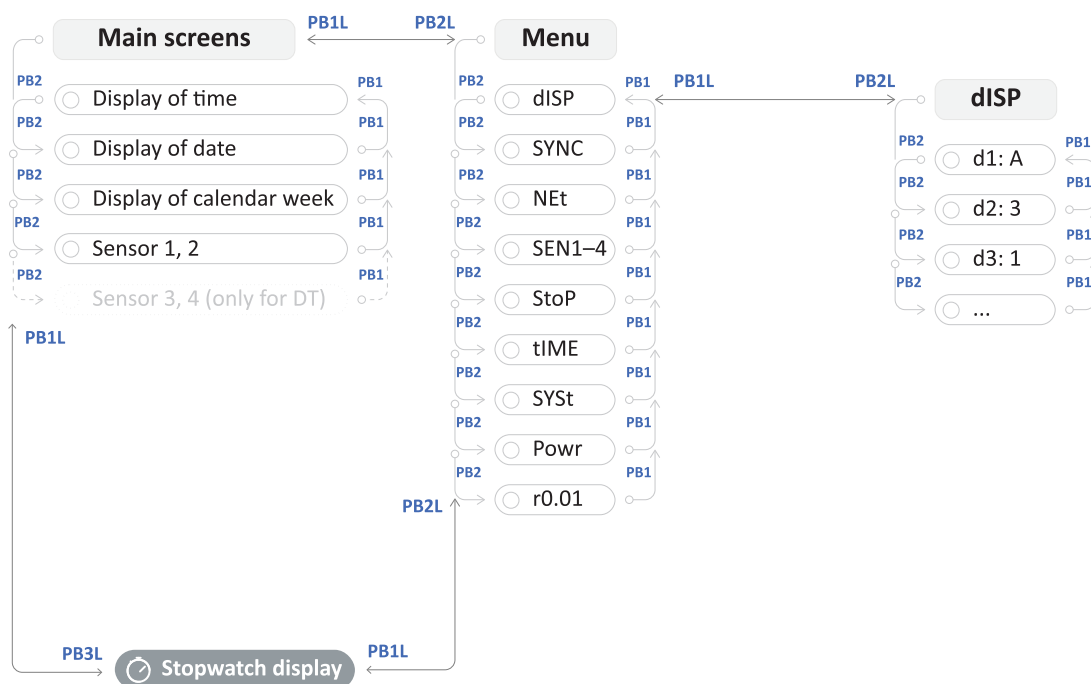 PB1L
PB2L
Main screens
Menu
PB2
PB1
PB2
PB1
PB1L
PB2L
dISP
Display of time
dISP
PB2
PB1
PB2
PB1
PB2
PB1
Display of date
SYNC
d1: A
PB2
PB1
PB2
PB1
PB2
PB1
Display of calendar week
NEt
d2: 3
PB2
PB1
PB2
PB1
PB2
PB1
Sensor 1, 2
SEN1–4
d3: 1
PB2
PB1
PB2
PB1
PB2
PB1
Sensor 3, 4 (only for DT)
StoP
...
PB1L
PB2
PB1
tIME
PB2
PB1
SYSt
PB2
PB1
Powr
PB2
PB1
r0.01
PB2L
PB3L
PB1L
Stopwatch display